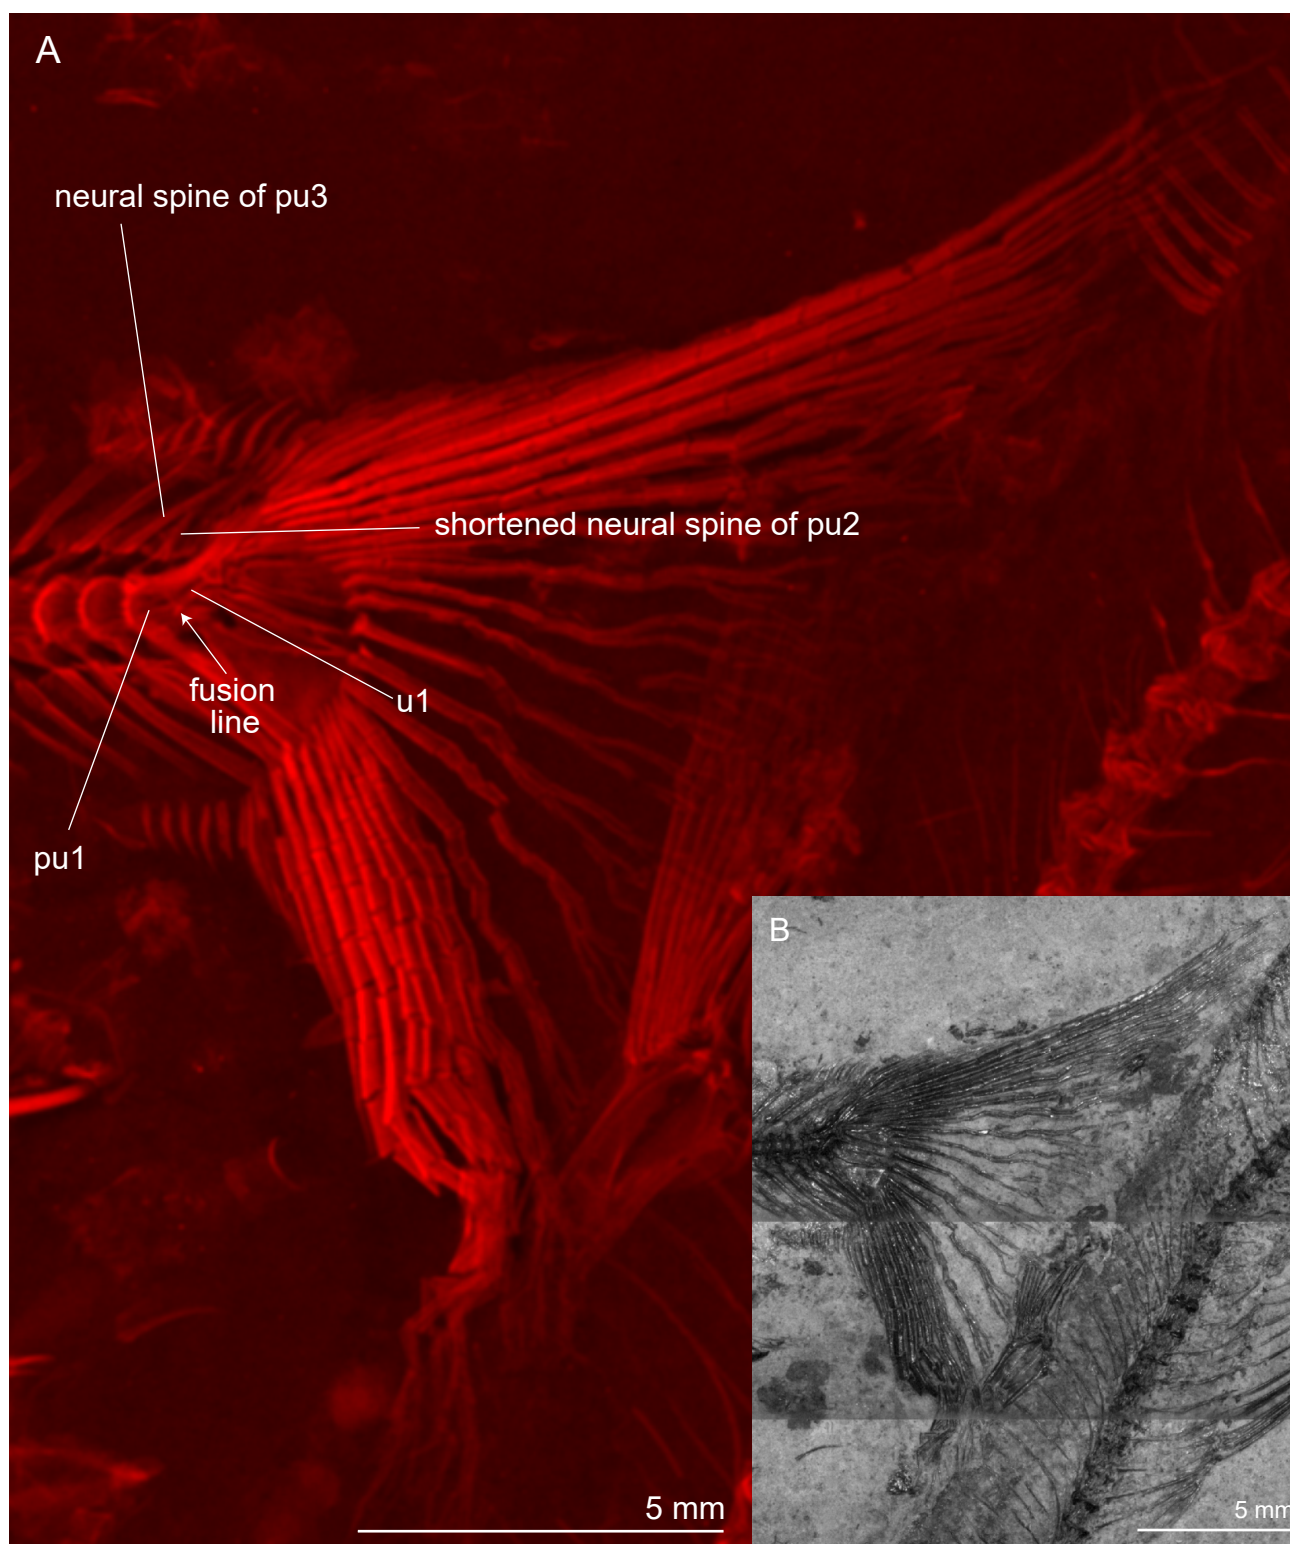 A
neural spine of pu3
shortened neural spine of pu2
fusion
line
u1
pu1
B
5 mm
5 mm